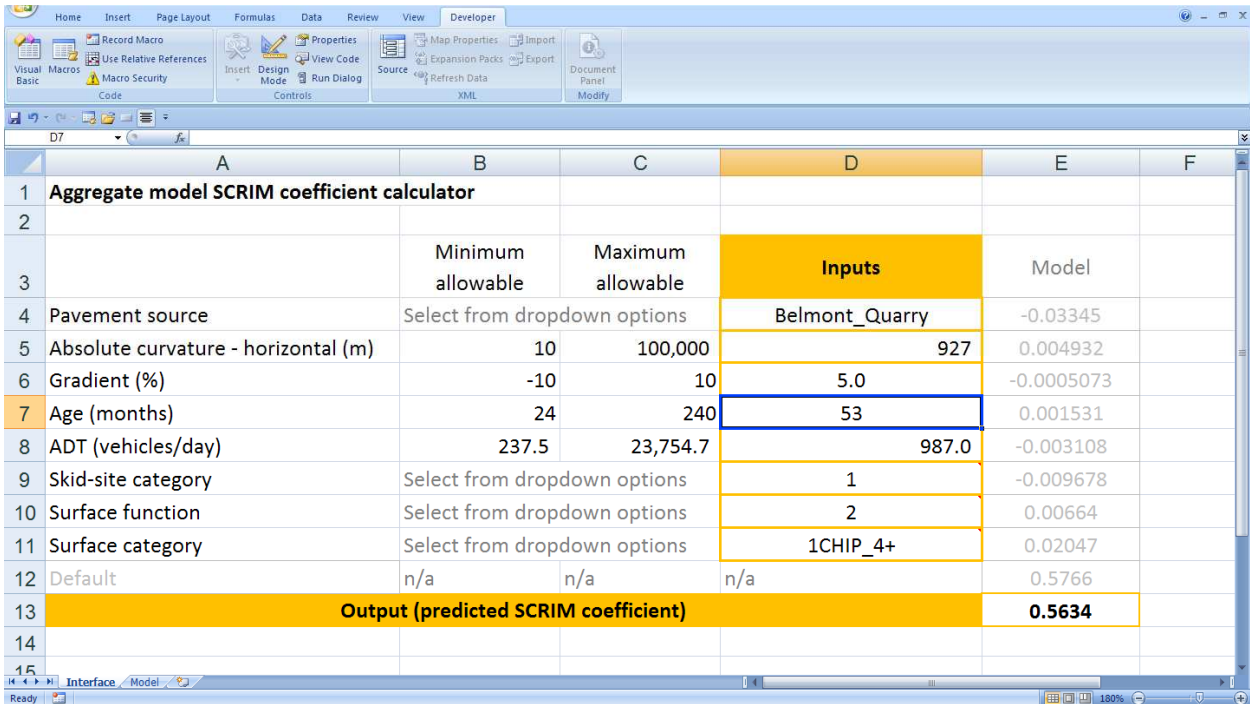 Home Insert Page Layout Formulas Data Review View Developer
Visual Basic
Macros
Record Macro
Use Relative References
Macro Security
Code
Insert
Design Mode
Properties
View Code
Run Dialog
Controls
Source
Map Properties
Expansion Packs
Refresh Data
Import
Export
XML
Document Panel
Modify
D7 fx
A B C D E F
1 Aggregate model SCRIM coefficient calculator
2
3 Minimum allowable Maximum allowable Inputs Model
4 Pavement source Select from dropdown options Belmont_Quarry -0.03345
5 Absolute curvature - horizontal (m) 10 100,000 927 0.004932
6 Gradient (%) -10 10 5.0 -0.0005073
7 Age (months) 24 240 53 0.001531
8 ADT (vehicles/day) 237.5 23,754.7 987.0 -0.003108
9 Skid-site category Select from dropdown options 1 -0.009678
10 Surface function Select from dropdown options 2 0.00664
11 Surface category Select from dropdown options 1CHIP_4+ 0.02047
12 Default n/a n/a n/a 0.5766
13 Output (predicted SCRIM coefficient) 0.5634
14
15
Interface Model
Ready 180%